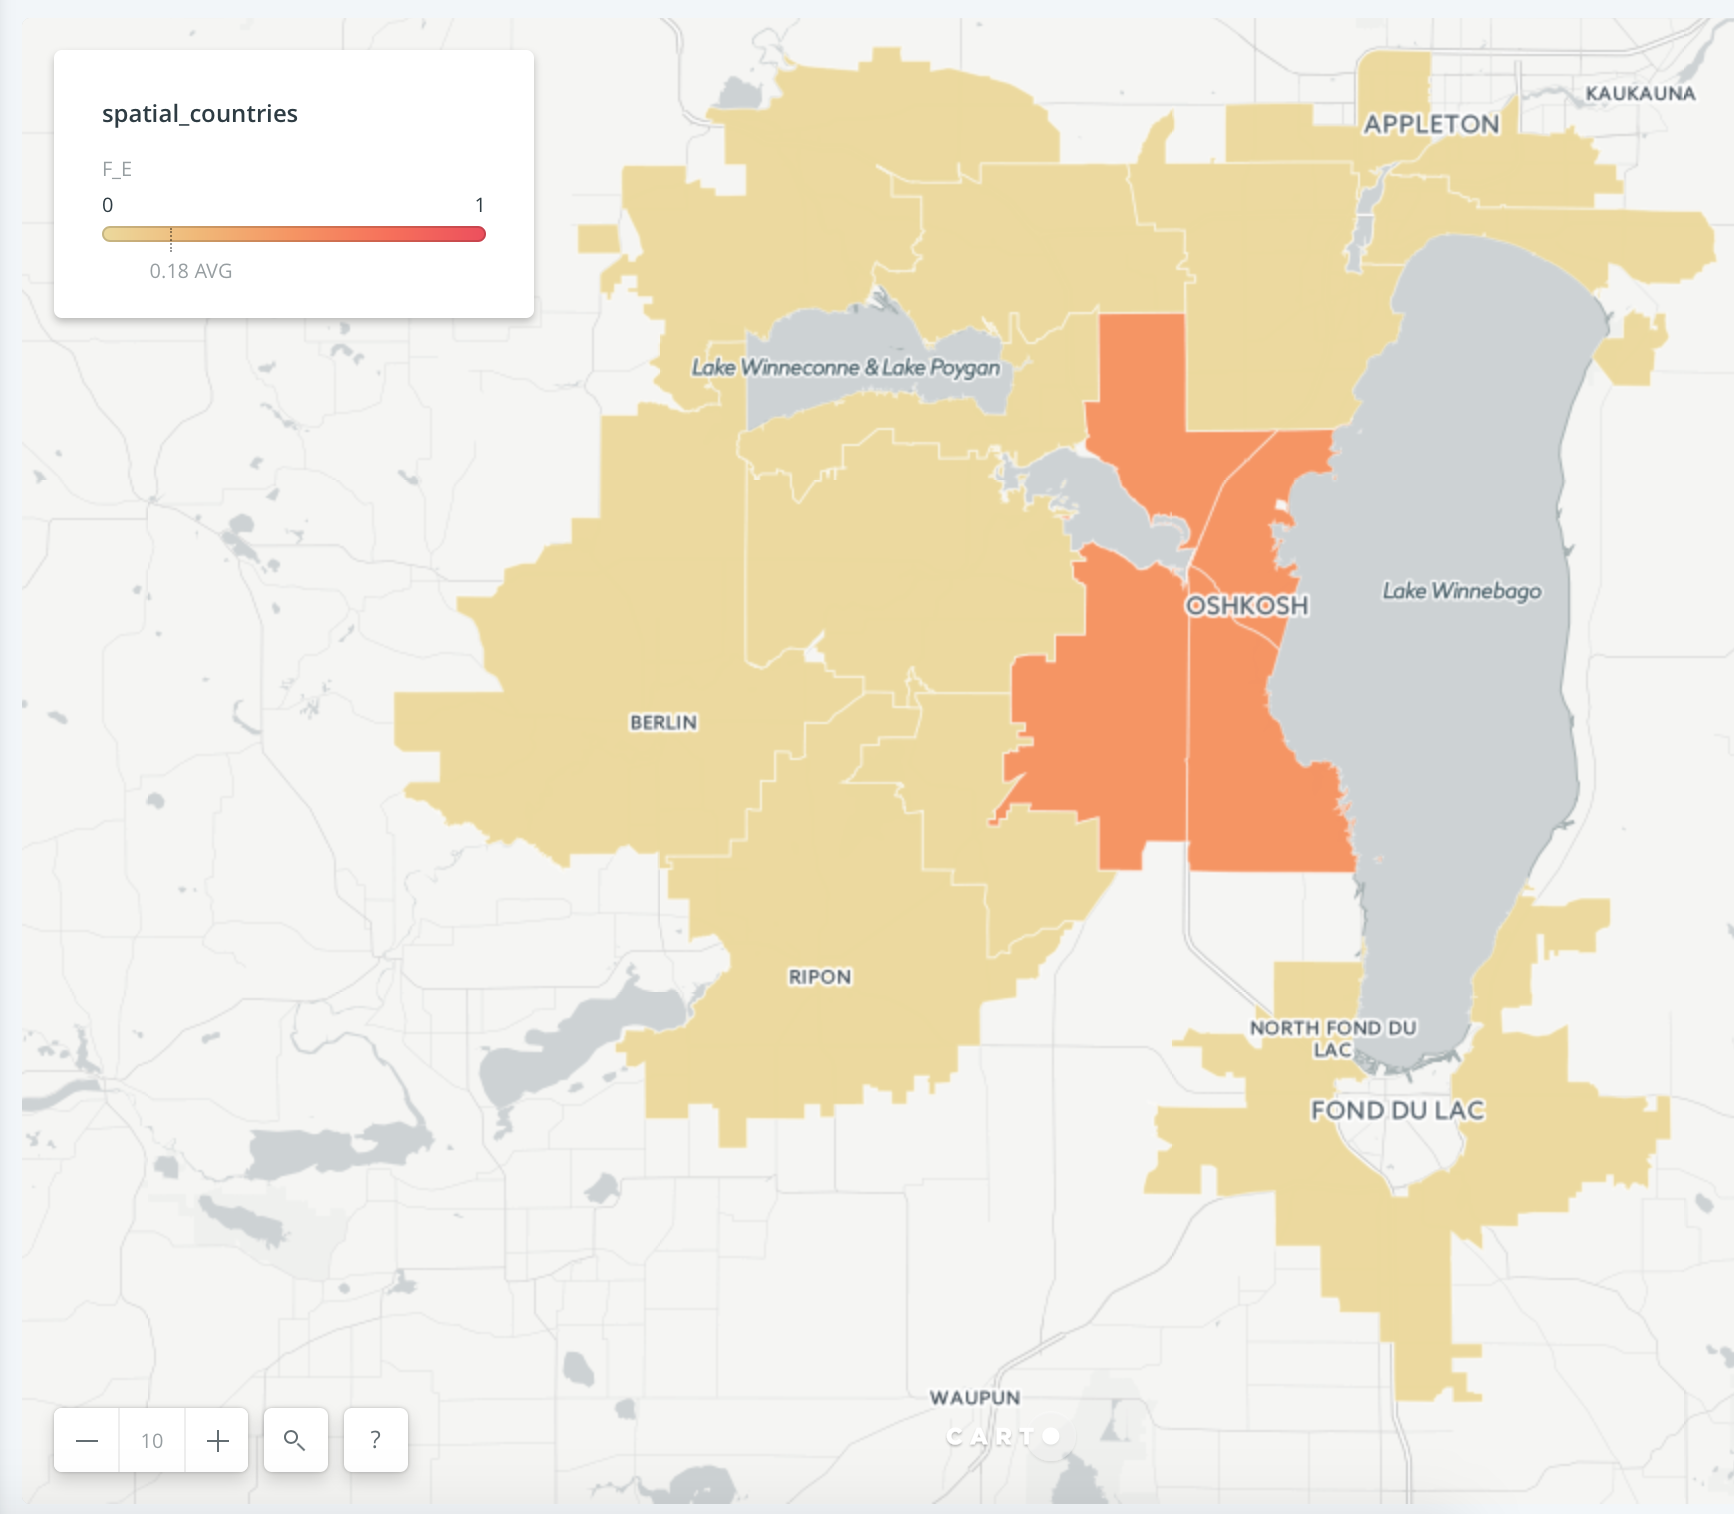 spatial_countries
F_E
0 1
0.18 AVG
KAUKAUNA
APPLETON
Lake Winneconne & Lake Poygan
Lake Winnebago
OSHKOSH
BERLIN
RIPON
NORTH FOND DU
LAC
FOND DU LAC
WAUPUN
CART
10
?